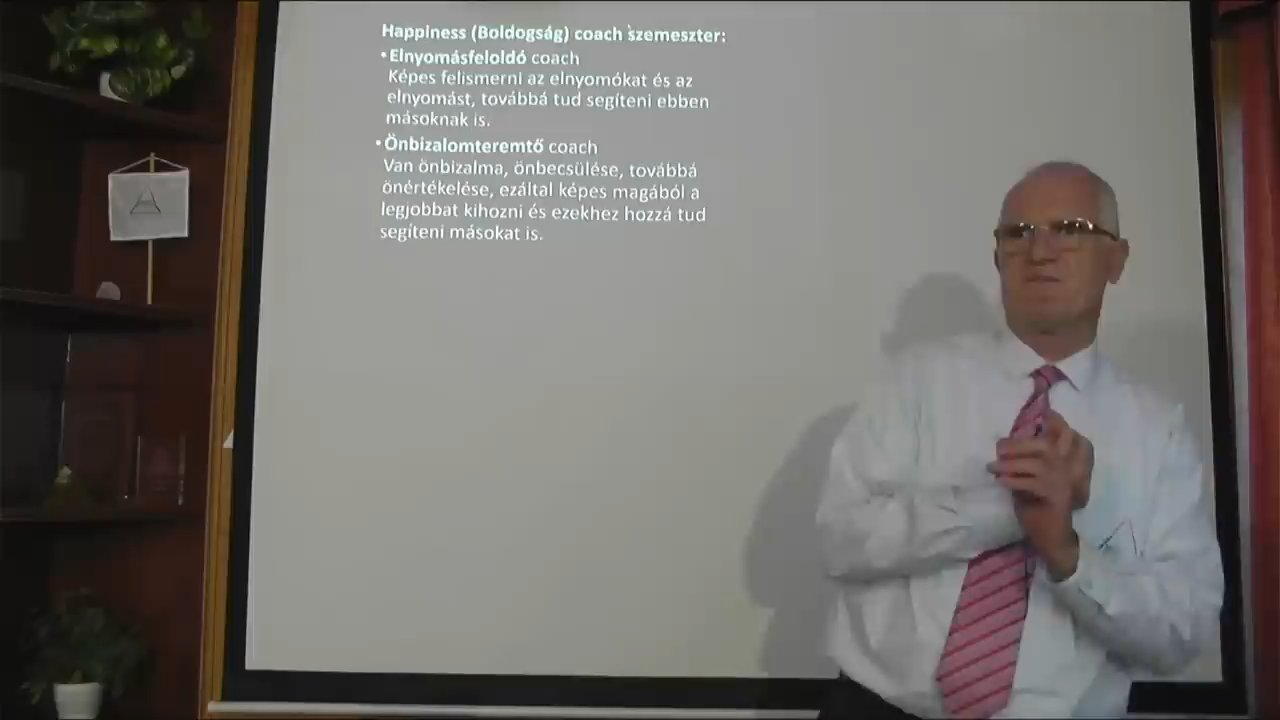 Happiness (Boldogság) coach szemeszter:
•Elnyomásfeloldó coach
Képes felismerni az elnyomókat és az
elnyomást, továbbá tud segíteni ebben
másoknak is.
•Önbizalomteremtő coach
Van önbizalma, önbecsülése, továbbá
önértékelése, ezáltal képes magából a
legjobbat kihozni és ezekhez hozzá tud
segíteni másokat is.